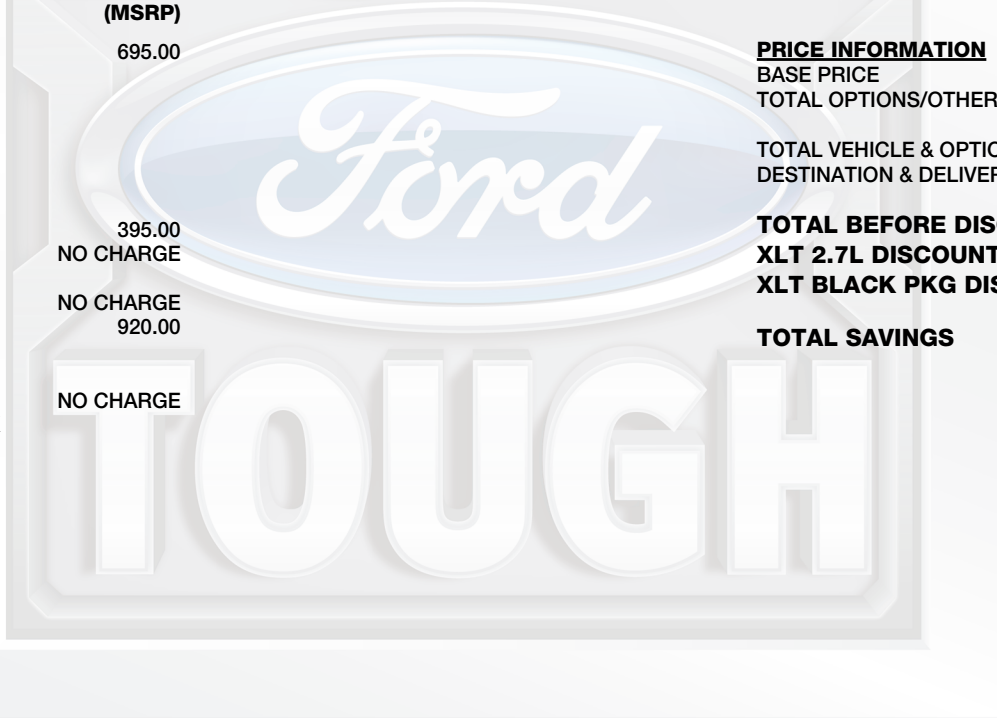 (MSRP)
695.00
395.00
NO CHARGE
NO CHARGE
920.00
NO CHARGE
PRICE INFORMATION
BASE PRICE
TOTAL OPTIONS/OTHER
TOTAL VEHICLE & OPTIO
DESTINATION & DELIVER
TOTAL BEFORE DIS
XLT 2.7L DISCOUNT
XLT BLACK PKG DIS
TOTAL SAVINGS
Ford
TOUGH